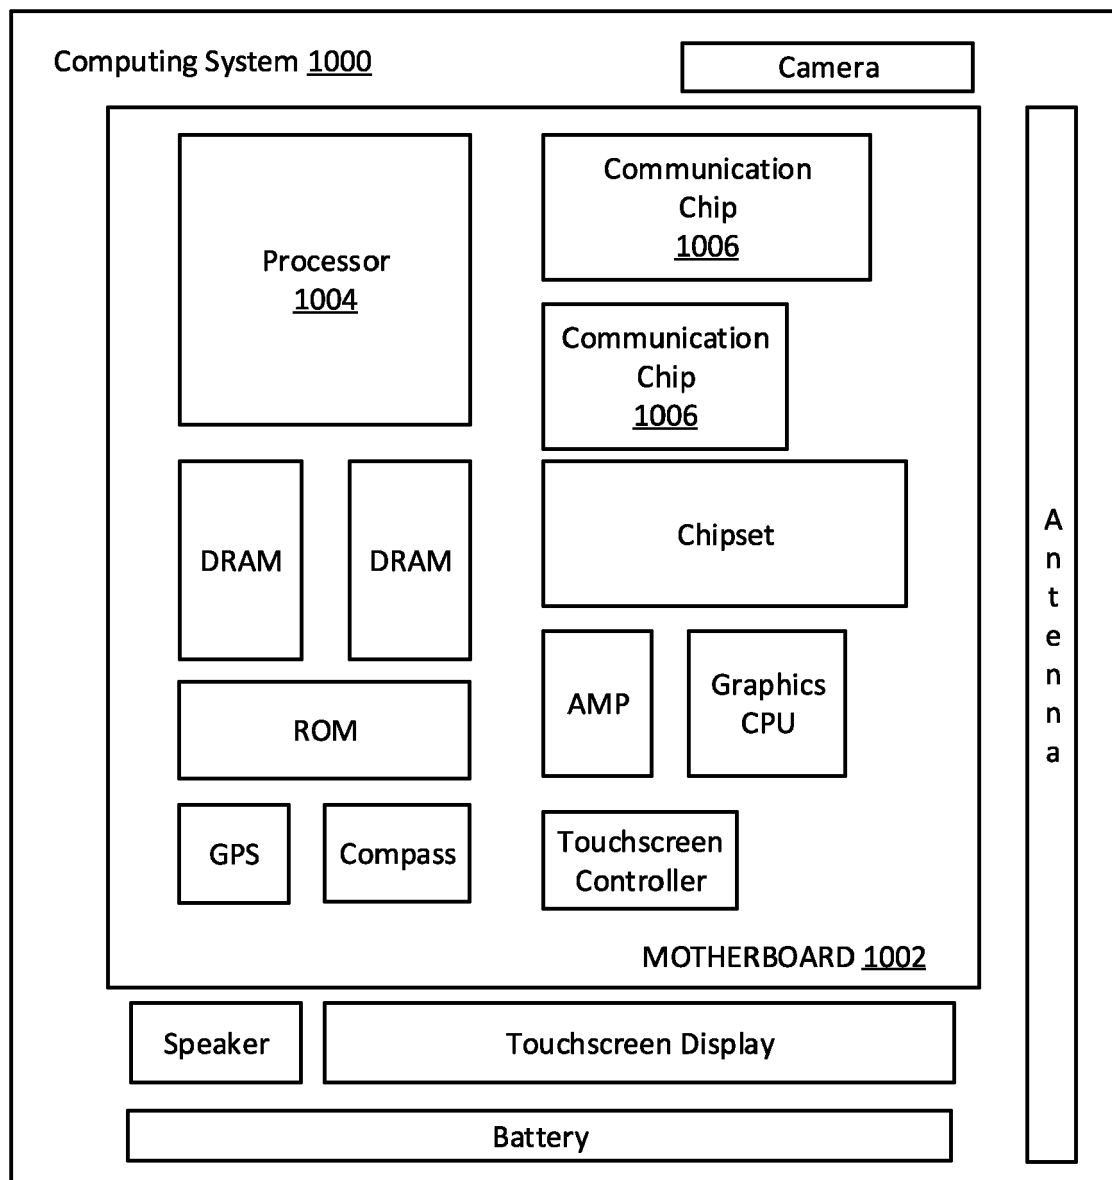 Computing System 1000
Camera
Processor
1004
Communication
Chip
1006
Communication
Chip
1006
DRAM
DRAM
Chipset
ROM
AMP
Graphics
CPU
GPS
Compass
Touchscreen
Controller
MOTHERBOARD 1002
Antenna
Speaker
Touchscreen Display
Battery